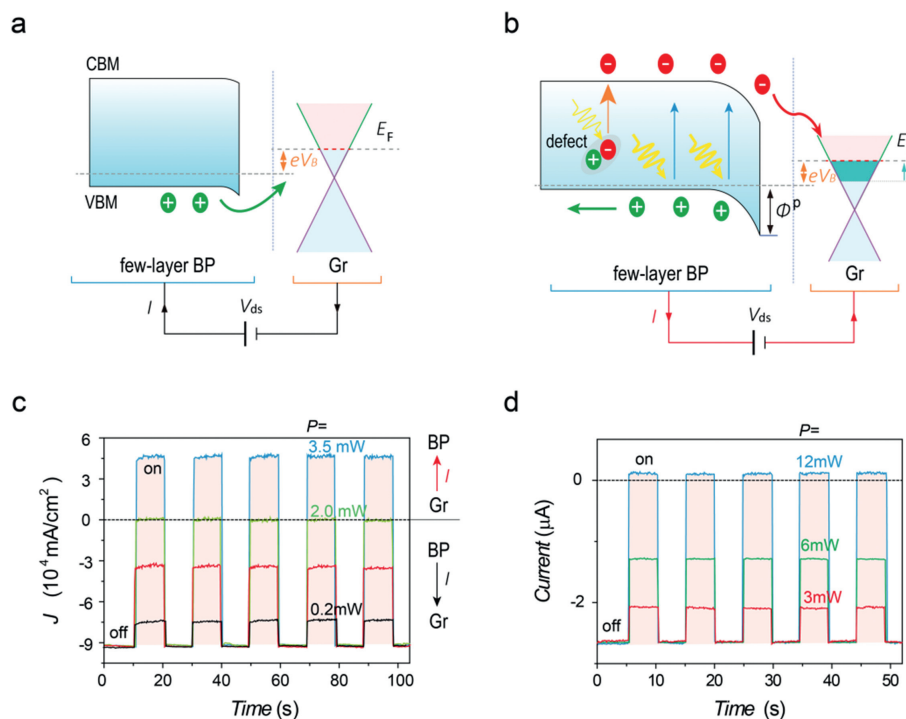 a
CBM
E_F
eV_B
VBM
few-layer BP
Gr
I
V_ds
b
defect
E
eV_B
Φ^p
few-layer BP
Gr
I
V_ds
c
P=
3.5 mW
on
2.0 mW
0.2mW
off
BP
I
Gr
BP
I
Gr
J (10^4 mA/cm^2)
6
3
0
-3
-6
-9
0 20 40 60 80 100
Time (s)
d
P=
on
12mW
6mW
3mW
off
Current (μA)
0
-2
0 10 20 30 40 50
Time (s)